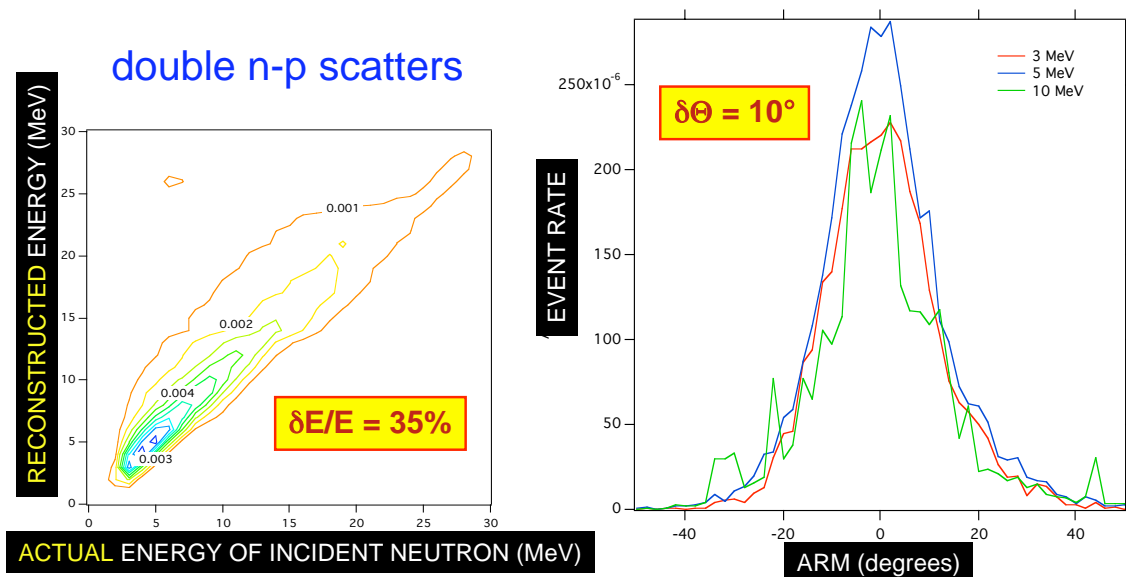 double n-p scatters
RECONSTRUCTED ENERGY (MeV)
30
25
20
15
10
5
0
0.001
0.002
0.004
0.003
δE/E = 35%
0 5 10 15 20 25 30
ACTUAL ENERGY OF INCIDENT NEUTRON (MeV)
EVENT RATE
250x10-6
200
150
100
50
0
δΘ = 10°
3 MeV
5 MeV
10 MeV
-40 -20 0 20 40
ARM (degrees)